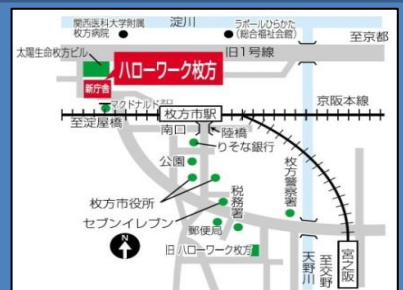 関西医科大学附属
枚方病院
淀川
ラポールひらかた
(総合福祉会館)
至京都
太陽生命枚方ビル
旧1号線
ハローワーク枚方
新庁舎
マクドナルド
京阪本線
至淀屋橋
枚方市駅
南口
陸橋
りそな銀行
公園
枚方市役所
税務署
枚方警察署
セブンイレブン
郵便局
旧 ハローワーク枚方
天野川
至交野
宮之阪
N